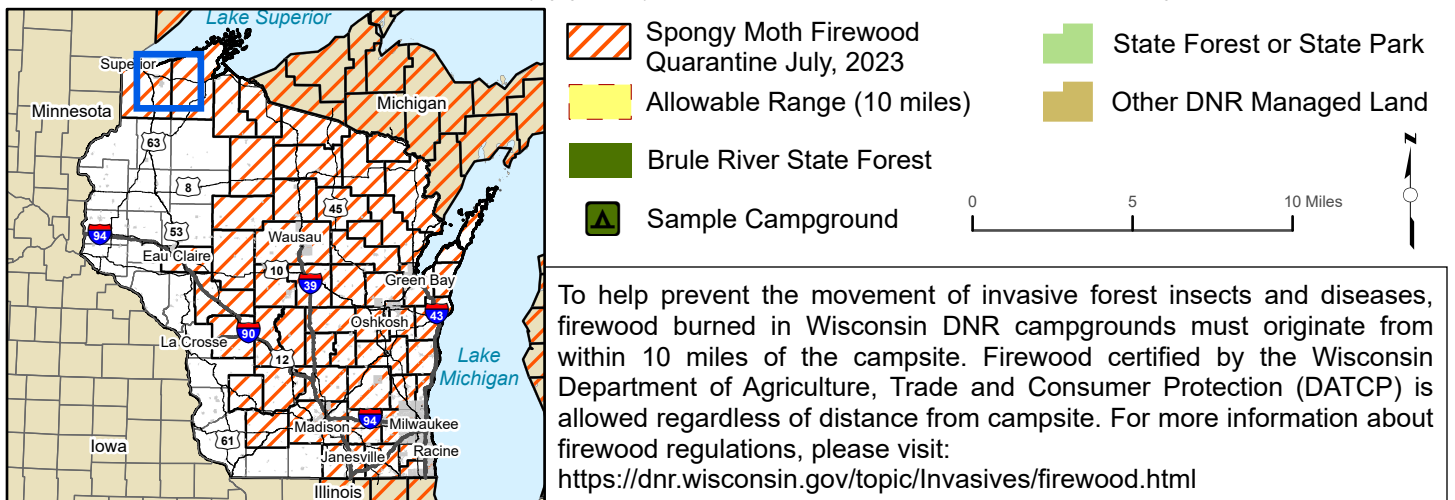 Lake Superior
Superior
Minnesota
Michigan
63
8
45
94
53
Wausau
Eau Claire
10
Green Bay
39
43
Oshkosh
90
La Crosse
12
Lake
Michigan
94
Madison
Milwaukee
61
Iowa
Janesville
Racine
Illinois
Spongy Moth Firewood
Quarantine July, 2023
Allowable Range (10 miles)
Brule River State Forest
Sample Campground
State Forest or State Park
Other DNR Managed Land
0 5 10 Miles
N
To help prevent the movement of invasive forest insects and diseases,
firewood burned in Wisconsin DNR campgrounds must originate from
within 10 miles of the campsite. Firewood certified by the Wisconsin
Department of Agriculture, Trade and Consumer Protection (DATCP) is
allowed regardless of distance from campsite. For more information about
firewood regulations, please visit:
https://dnr.wisconsin.gov/topic/Invasives/firewood.html